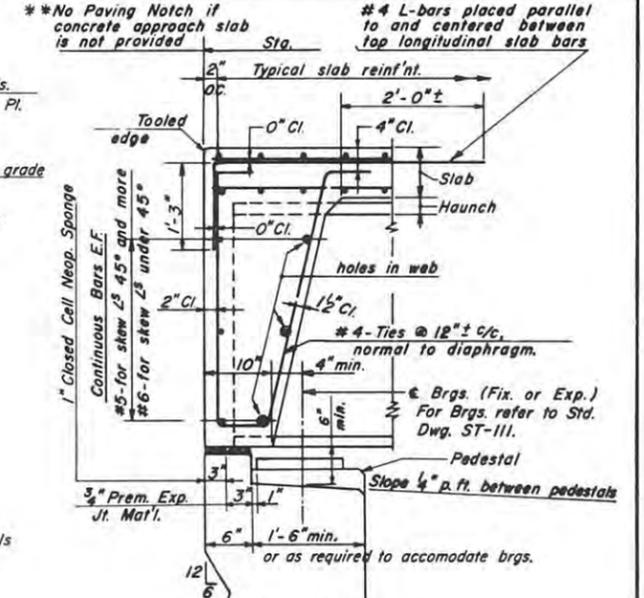 **No Paving Notch if
concrete approach slab
is not provided
Sta.
#4 L-bars placed parallel
to and centered between
top longitudinal slab bars
2"
oc.
Typical slab reinf'nt.
2'-0"±
s.
Pl.
Tooled
edge
0"Cl.
4"Cl.
grade
Slab
Haunch
1'-3"
0"Cl.
holes in web
1" Closed Cell Neop. Sponge
Continuous Bars E.F.
#5-for skew ∠s 45° and more
#6-for skew ∠s under 45°
2"Cl.
1½"Cl.
#4-Ties @ 12"± c/c,
normal to diaphragm.
10"
4"min.
℄ Brgs. (Fix. or Exp.)
For Brgs. refer to Std.
Dwg. ST-III.
6"
min.
Pedestal
Slope ¼" p. ft. between pedestals
3"
¾" Prem. Exp.
Jt. Mat'l.
3"
1"
6"
1'-6"min.
or as required to accomodate brgs.
ls
12
6